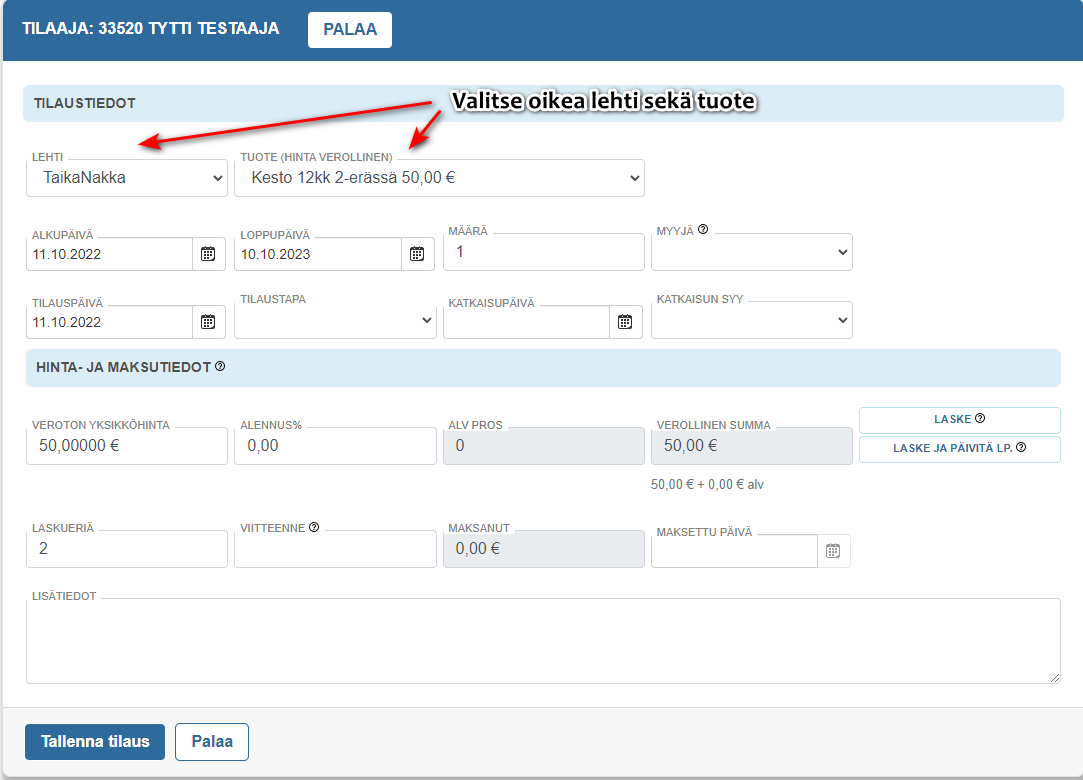 TILAAJA: 33520 TYTTI TESTAAJA PALAA
TILAUSTIEDOT
Valitse oikea lehti sekä tuote
LEHTI TUOTE (HINTA VEROLLINEN)
TaikaNakka Kesto 12kk 2-erässä 50,00 €
ALKUPÄIVÄ LOPPUPÄIVÄ MÄÄRÄ MYYJÄ
11.10.2022 10.10.2023 1
TILAUSPÄIVÄ TILAUSTAPA KATKAISUPÄIVÄ KATKAISUN SYY
11.10.2022
HINTA- JA MAKSUTIEDOT
VEROTON YKSIKKÖHINTA ALENNUS% ALV PROS VEROLLINEN SUMMA LASKE
50,00000 € 0,00 0 50,00 € LASKE JA PÄIVITÄ LP.
50,00 € + 0,00 € alv
LASKUERIÄ VIITTEENNE MAKSANUT MAKSETTU PÄIVÄ
2 0,00 €
LISÄTIEDOT
Tallenna tilaus Palaa